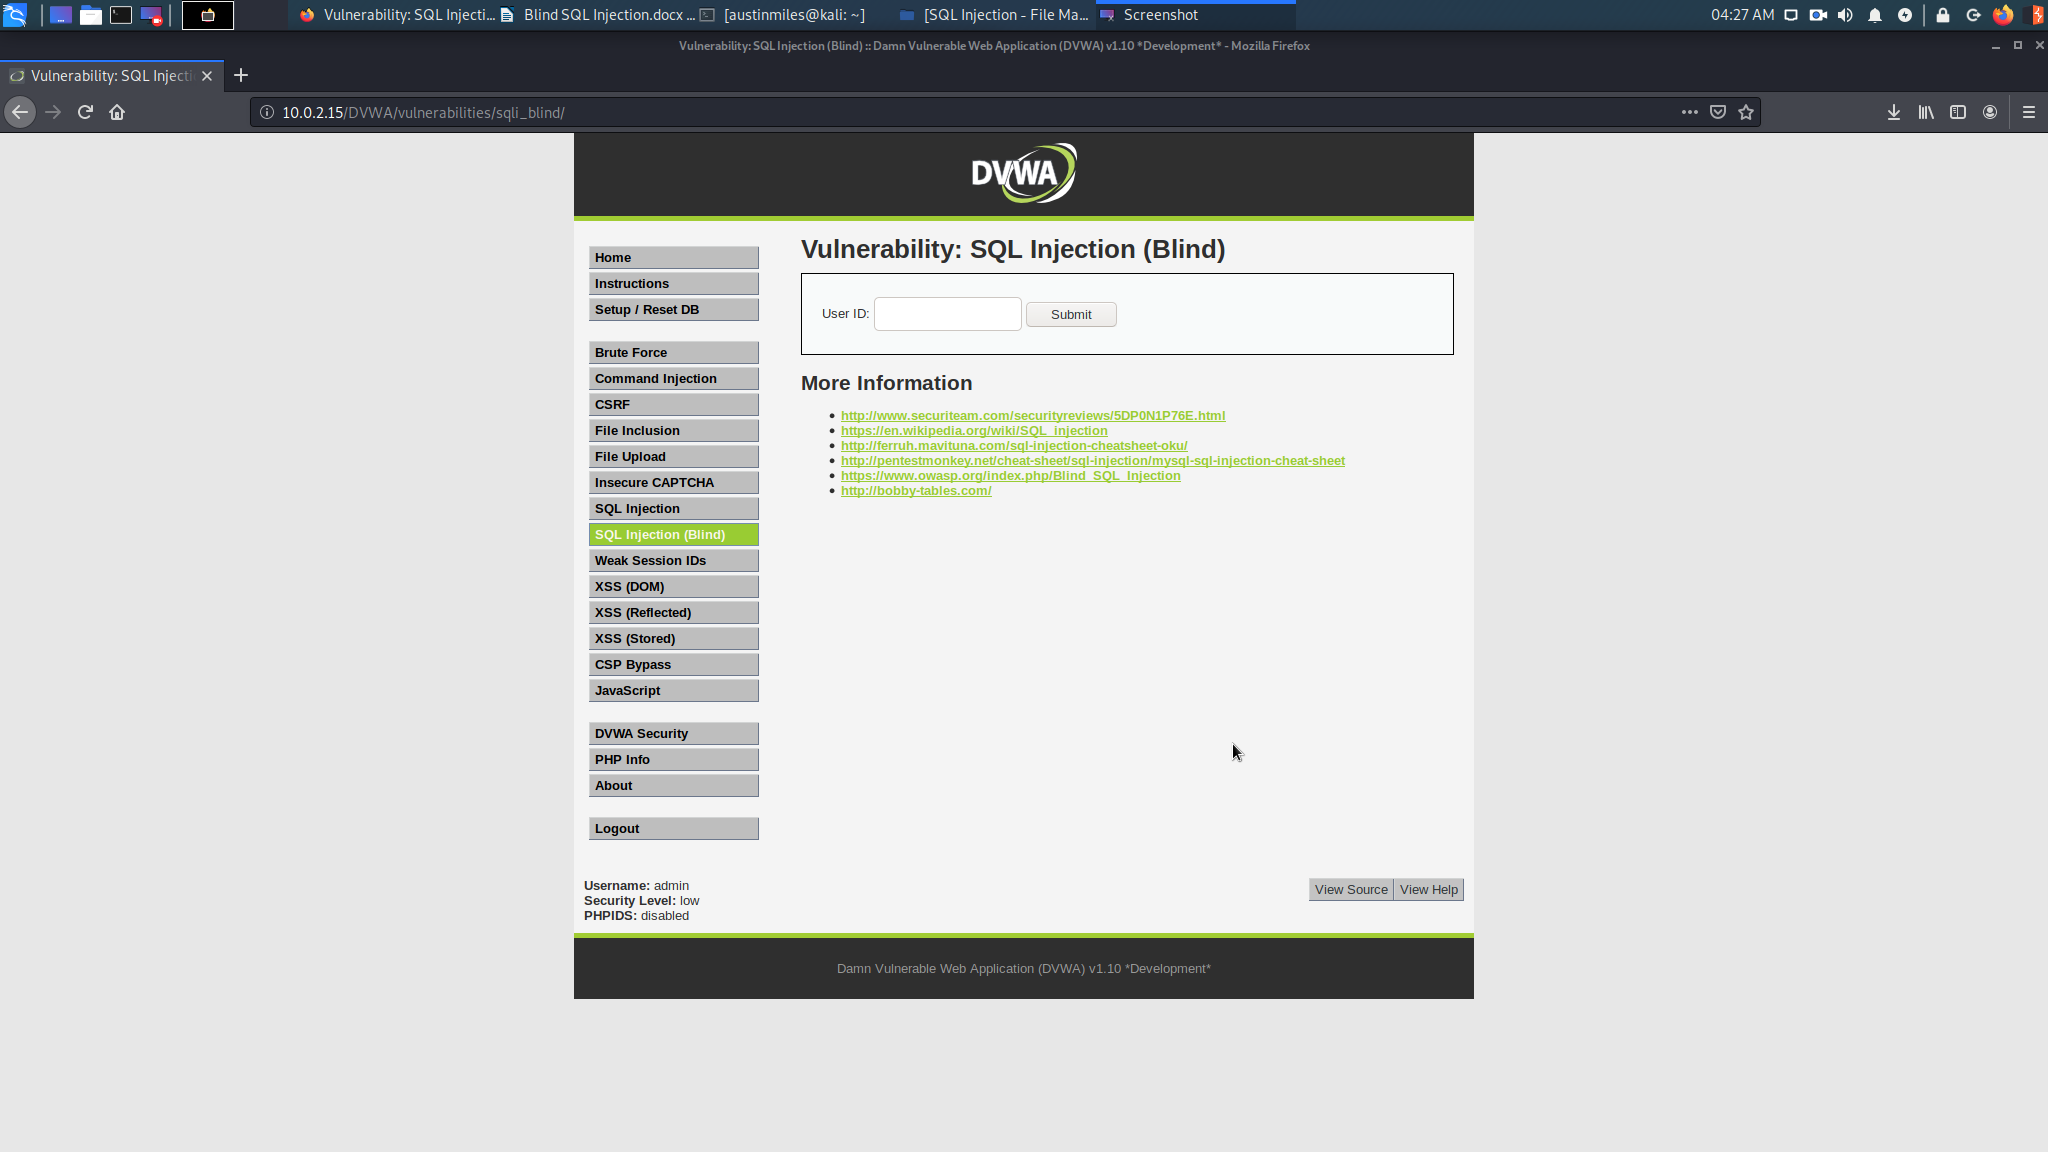 Vulnerability: SQL Injecti... Blind SQL Injection.docx ... [austinmiles@kali: ~] [SQL Injection - File Ma... Screenshot 04:27 AM
Vulnerability: SQL Injection (Blind) :: Damn Vulnerable Web Application (DVWA) v1.10 *Development* - Mozilla Firefox
Vulnerability: SQL Injecti
10.0.2.15/DVWA/vulnerabilities/sqli_blind/
DVWA
Home
Instructions
Setup / Reset DB
Brute Force
Command Injection
CSRF
File Inclusion
File Upload
Insecure CAPTCHA
SQL Injection
SQL Injection (Blind)
Weak Session IDs
XSS (DOM)
XSS (Reflected)
XSS (Stored)
CSP Bypass
JavaScript
DVWA Security
PHP Info
About
Logout
Vulnerability: SQL Injection (Blind)
User ID: Submit
More Information
http://www.securiteam.com/securityreviews/5DP0N1P76E.html
https://en.wikipedia.org/wiki/SQL_injection
http://ferruh.mavituna.com/sql-injection-cheatsheet-oku/
http://pentestmonkey.net/cheat-sheet/sql-injection/mysql-sql-injection-cheat-sheet
https://www.owasp.org/index.php/Blind_SQL_Injection
http://bobby-tables.com/
Username: admin
Security Level: low
PHPIDS: disabled
View Source View Help
Damn Vulnerable Web Application (DVWA) v1.10 *Development*